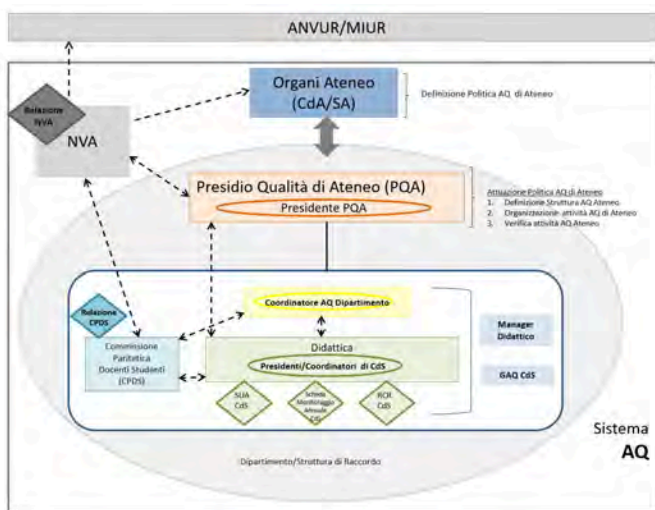 ANVUR/MIUR
Relazione
NVA
NVA
Organi Ateneo
(CdA/SA)
Definizione Politica AQ di Ateneo
Presidio Qualità di Ateneo (PQA)
Presidente PQA
Attuazione Politica AQ di Ateneo
1. Definizione Struttura AQ Ateneo
2. Organizzazione attività AQ di Ateneo
3. Verifica attività AQ Ateneo
Relazione
CPDS
Commissione
Paritetica
Docenti Studenti
(CPDS)
Coordinatore AQ Dipartimento
Didattica
Presidenti/Coordinatori di CdS
SUA
CdS
Scheda
Monitoraggio
Annuale
CdS
RCR
CdS
Manager
Didattico
GAQ CdS
Sistema
AQ
Dipartimento/Struttura di Raccordo